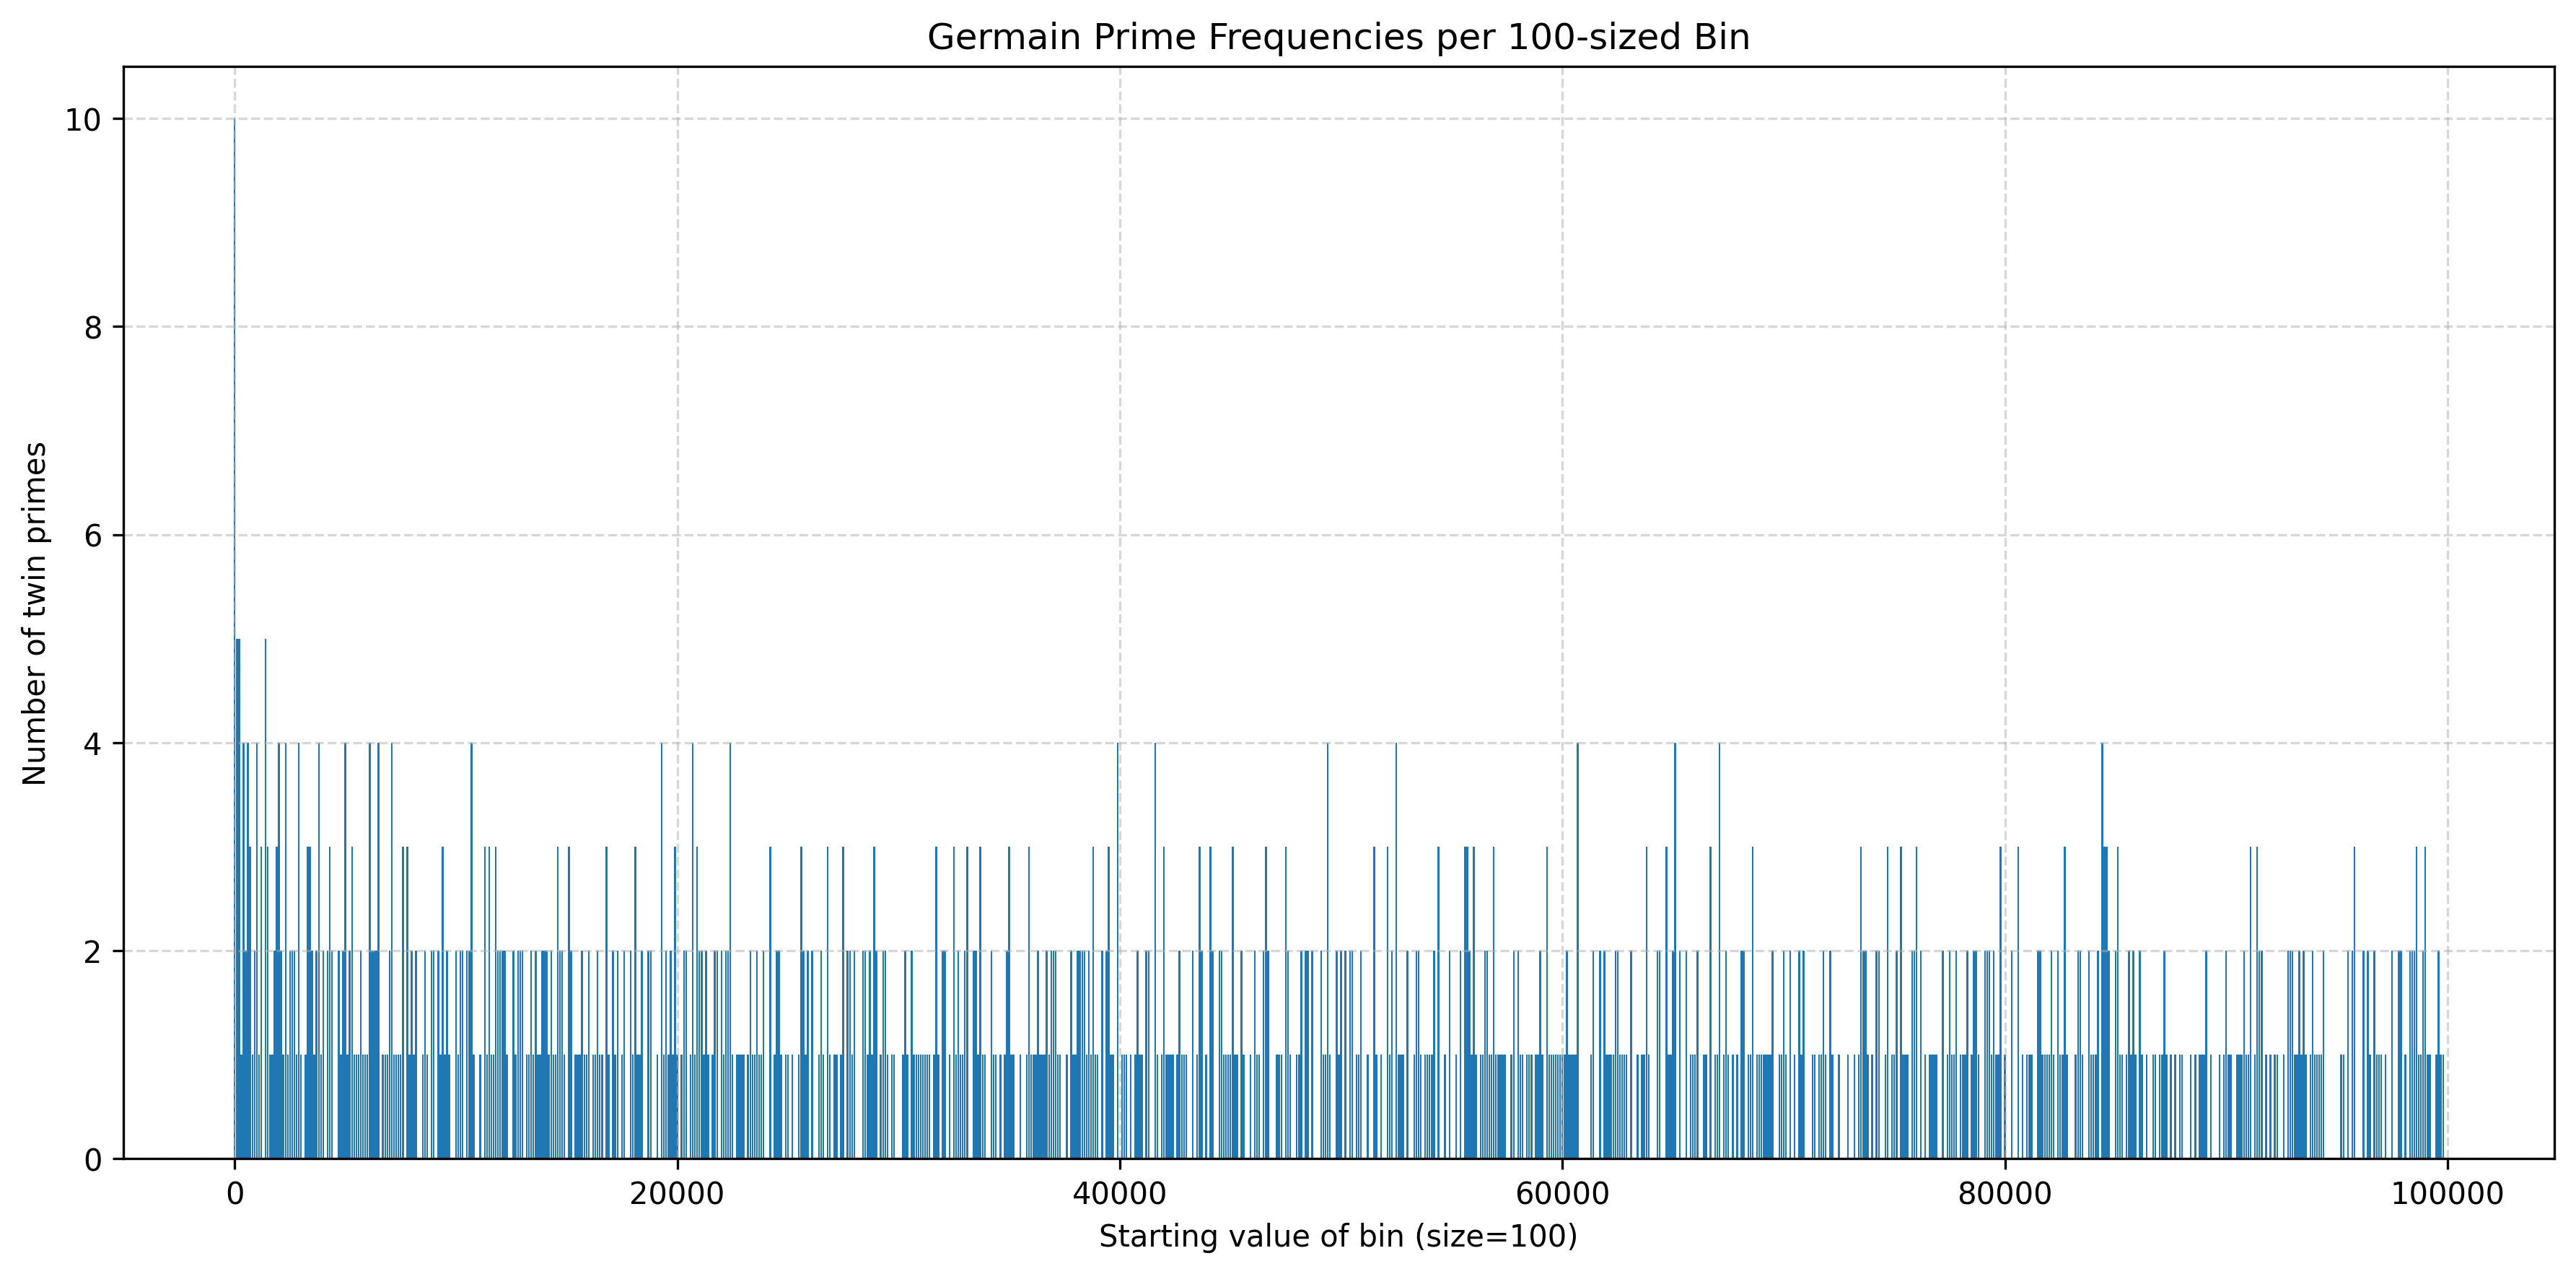 Germain Prime Frequencies per 100-sized Bin
Number of twin primes
10
8
6
4
2
0
0 20000 40000 60000 80000 100000
Starting value of bin (size=100)